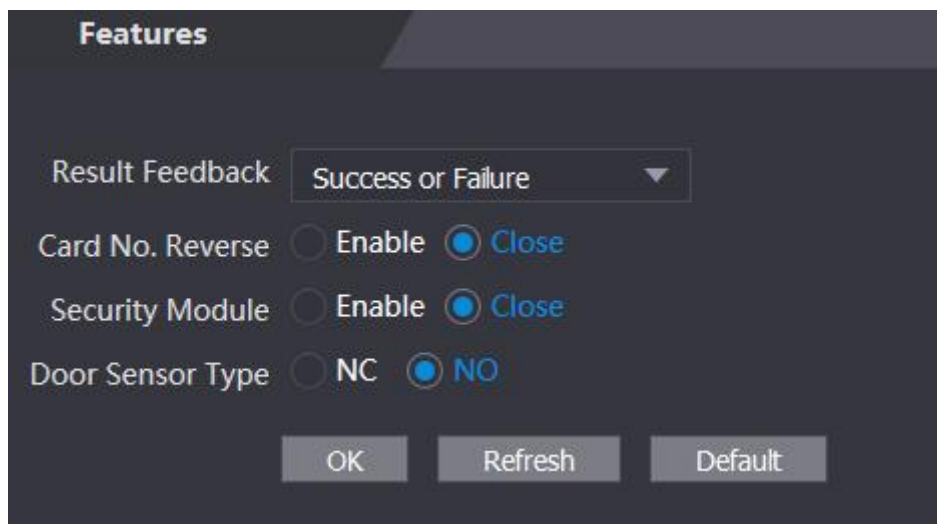 Features
Result Feedback Success or Failure
Card No. Reverse Enable Close
Security Module Enable Close
Door Sensor Type NC NO
OK Refresh Default